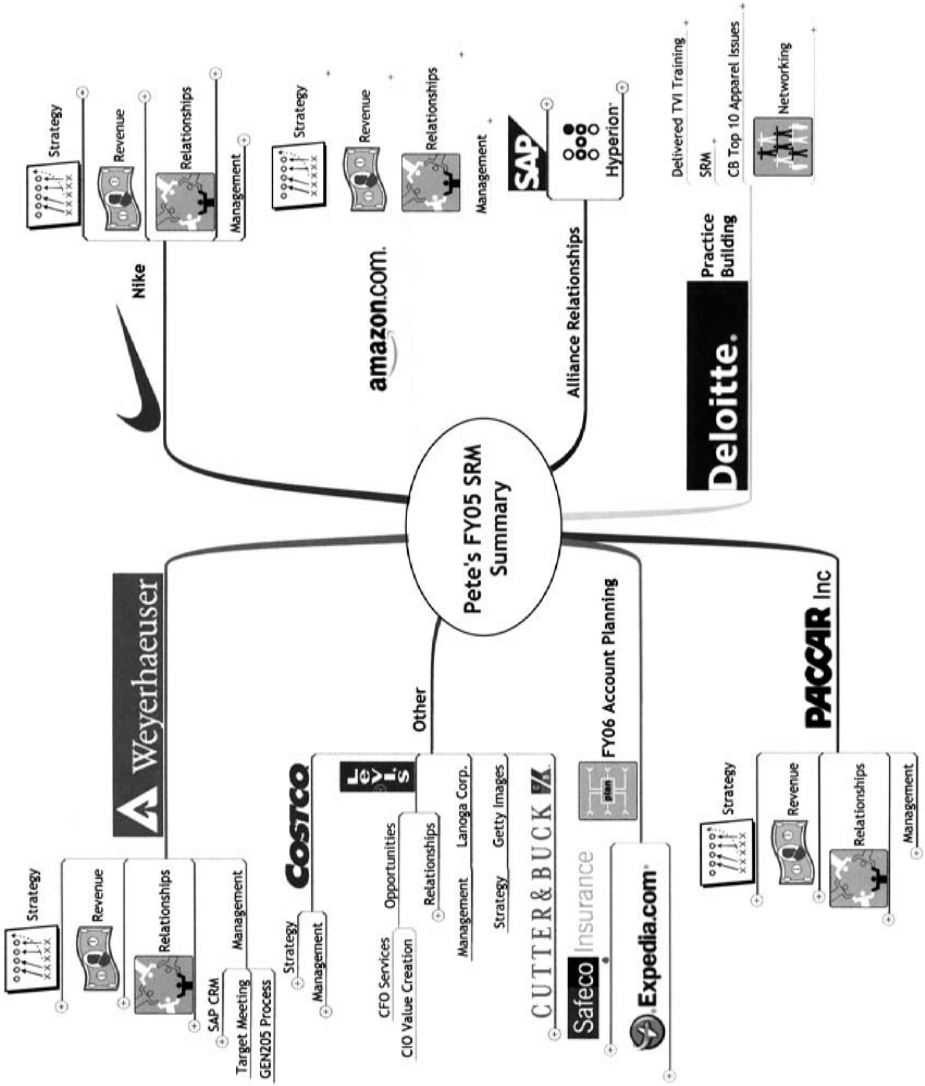 Pete's FY05 SRM
Summary
Weyerhaeuser
Strategy
Revenue
Relationships
Management
SAP CRM
Target Meeting
GEN205 Process
Nike
Strategy
Revenue
Relationships
Management
amazon.com.
Strategy
Revenue
Relationships
Management
Alliance Relationships
SAP
Hyperion
Deloitte.
Practice
Building
Delivered TVI Training
SRM
CB Top 10 Apparel Issues
Networking
PACCAR Inc
Strategy
Revenue
Relationships
Management
FY06 Account Planning
plan
Safeco Insurance
Expedia.com
Other
COSTCO
Strategy
Management
Levi's
Opportunities
CFO Services
CIO Value Creation
Relationships
Lanoga Corp.
Management
Getty Images
Strategy
CUTTER & BUCK